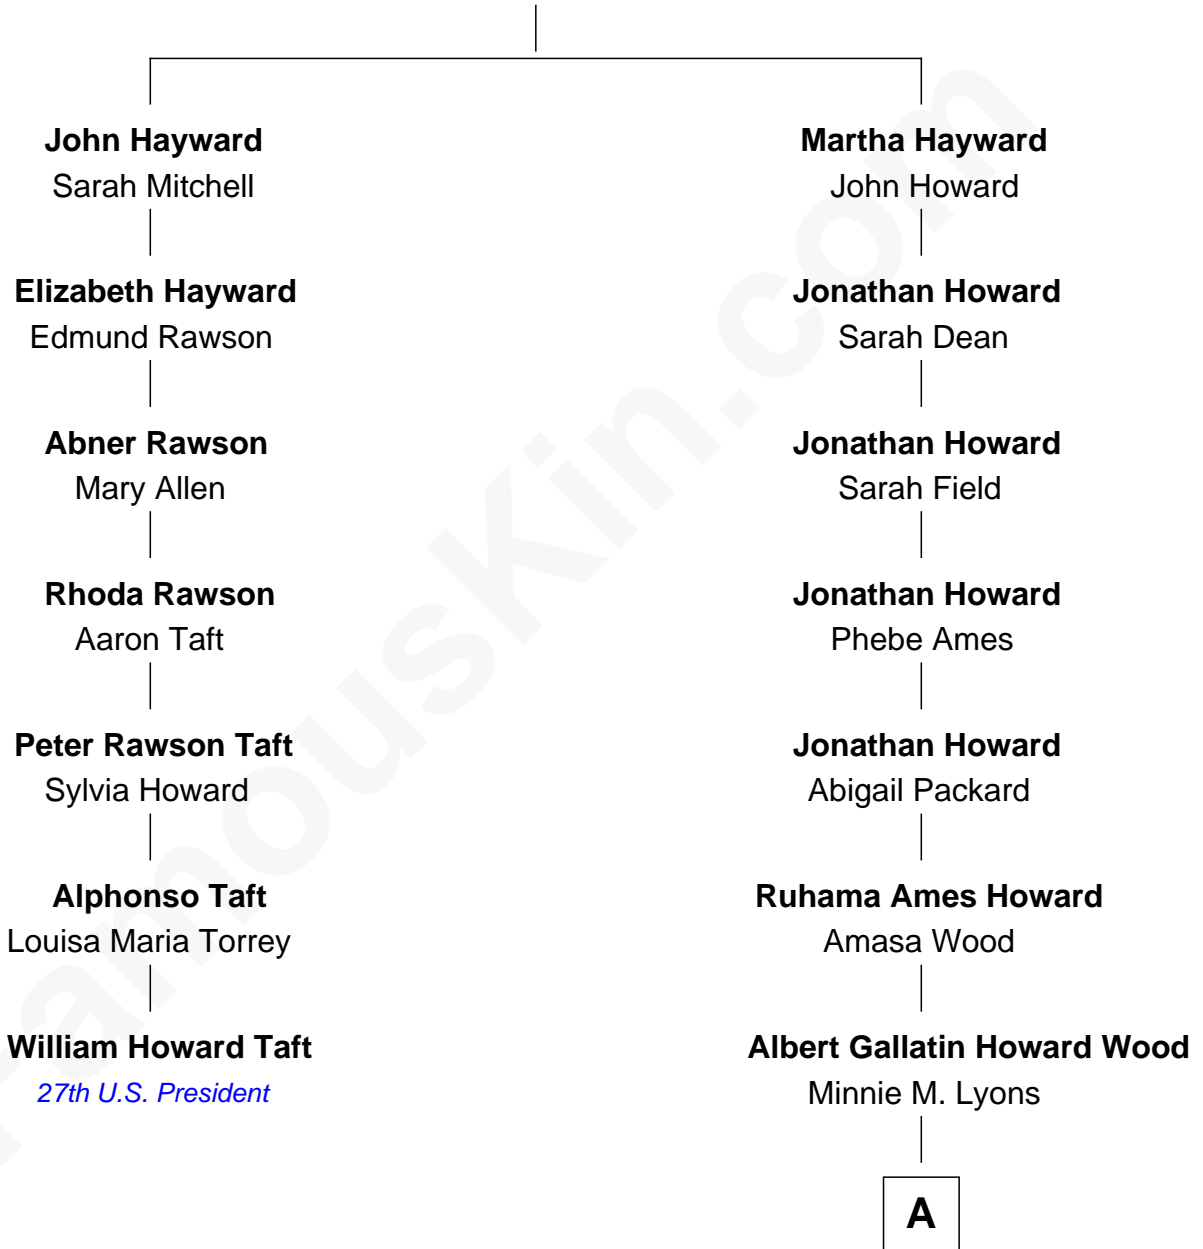 John Hayward
Sarah Mitchell
Elizabeth Hayward
Edmund Rawson
Abner Rawson
Mary Allen
Rhoda Rawson
Aaron Taft
Peter Rawson Taft
Sylvia Howard
Alphonso Taft
Louisa Maria Torrey
William Howard Taft
27th U.S. President
Martha Hayward
John Howard
Jonathan Howard
Sarah Dean
Jonathan Howard
Sarah Field
Jonathan Howard
Phebe Ames
Jonathan Howard
Abigail Packard
Ruhama Ames Howard
Amasa Wood
Albert Gallatin Howard Wood
Minnie M. Lyons
A
FamousKin.com